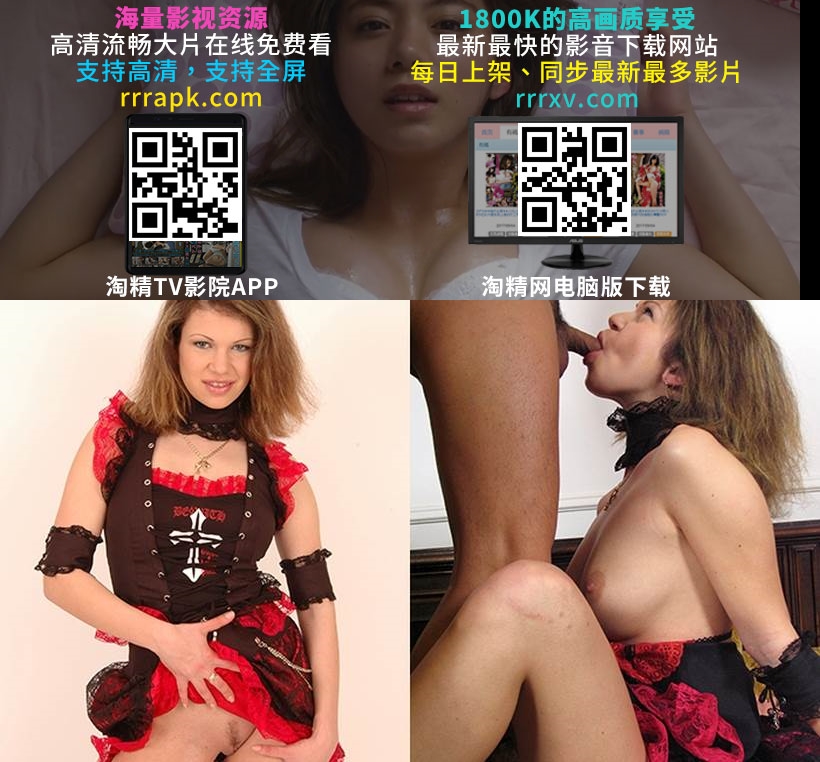 海量影视资源
高清流畅大片在线免费看
支持高清，支持全屏
rrrapk.com
淘精TV影院APP
1800K的高画质享受
最新最快的影音下载网站
每日上架、同步最新最多影片
rrrxv.com
淘精网电脑版下载